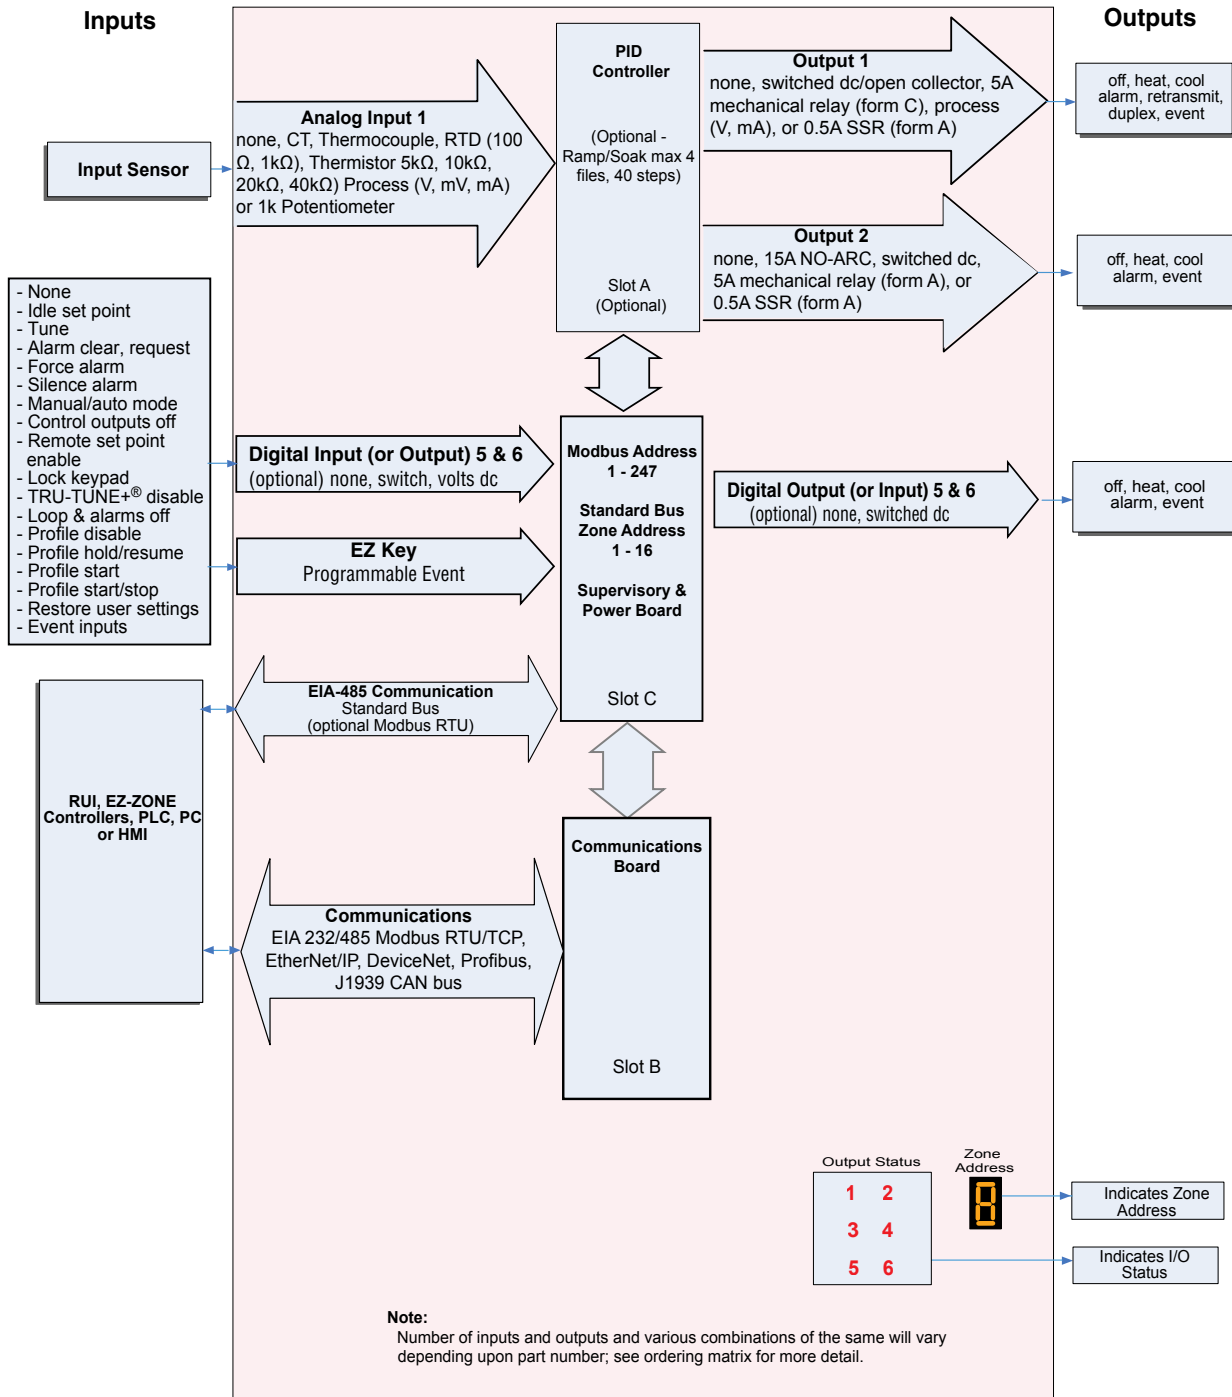 Inputs
Outputs
PID
Controller
(Optional -
Ramp/Soak max 4
files, 40 steps)
Slot A
(Optional)
Input Sensor
Analog Input 1
none, CT, Thermocouple, RTD (100
Ω, 1kΩ), Thermistor 5kΩ, 10kΩ,
20kΩ, 40kΩ) Process (V, mV, mA)
or 1k Potentiometer
Output 1
none, switched dc/open collector, 5A
mechanical relay (form C), process
(V, mA), or 0.5A SSR (form A)
off, heat, cool
alarm, retransmit,
duplex, event
Output 2
none, 15A NO-ARC, switched dc,
5A mechanical relay (form A), or
0.5A SSR (form A)
off, heat, cool
alarm, event
- None
- Idle set point
- Tune
- Alarm clear, request
- Force alarm
- Silence alarm
- Manual/auto mode
- Control outputs off
- Remote set point
enable
- Lock keypad
- TRU-TUNE+® disable
- Loop & alarms off
- Profile disable
- Profile hold/resume
- Profile start
- Profile start/stop
- Restore user settings
- Event inputs
Digital Input (or Output) 5 & 6
(optional) none, switch, volts dc
EZ Key
Programmable Event
Modbus Address
1 - 247
Standard Bus
Zone Address
1 - 16
Supervisory &
Power Board
Slot C
Digital Output (or Input) 5 & 6
(optional) none, switched dc
off, heat, cool
alarm, event
EIA-485 Communication
Standard Bus
(optional Modbus RTU)
RUI, EZ-ZONE
Controllers, PLC, PC
or HMI
Communications
EIA 232/485 Modbus RTU/TCP,
EtherNet/IP, DeviceNet, Profibus,
J1939 CAN bus
Communications
Board
Slot B
Output Status
1 2
3 4
5 6
Zone
Address
8
Indicates Zone
Address
Indicates I/O
Status
Note:
Number of inputs and outputs and various combinations of the same will vary
depending upon part number; see ordering matrix for more detail.